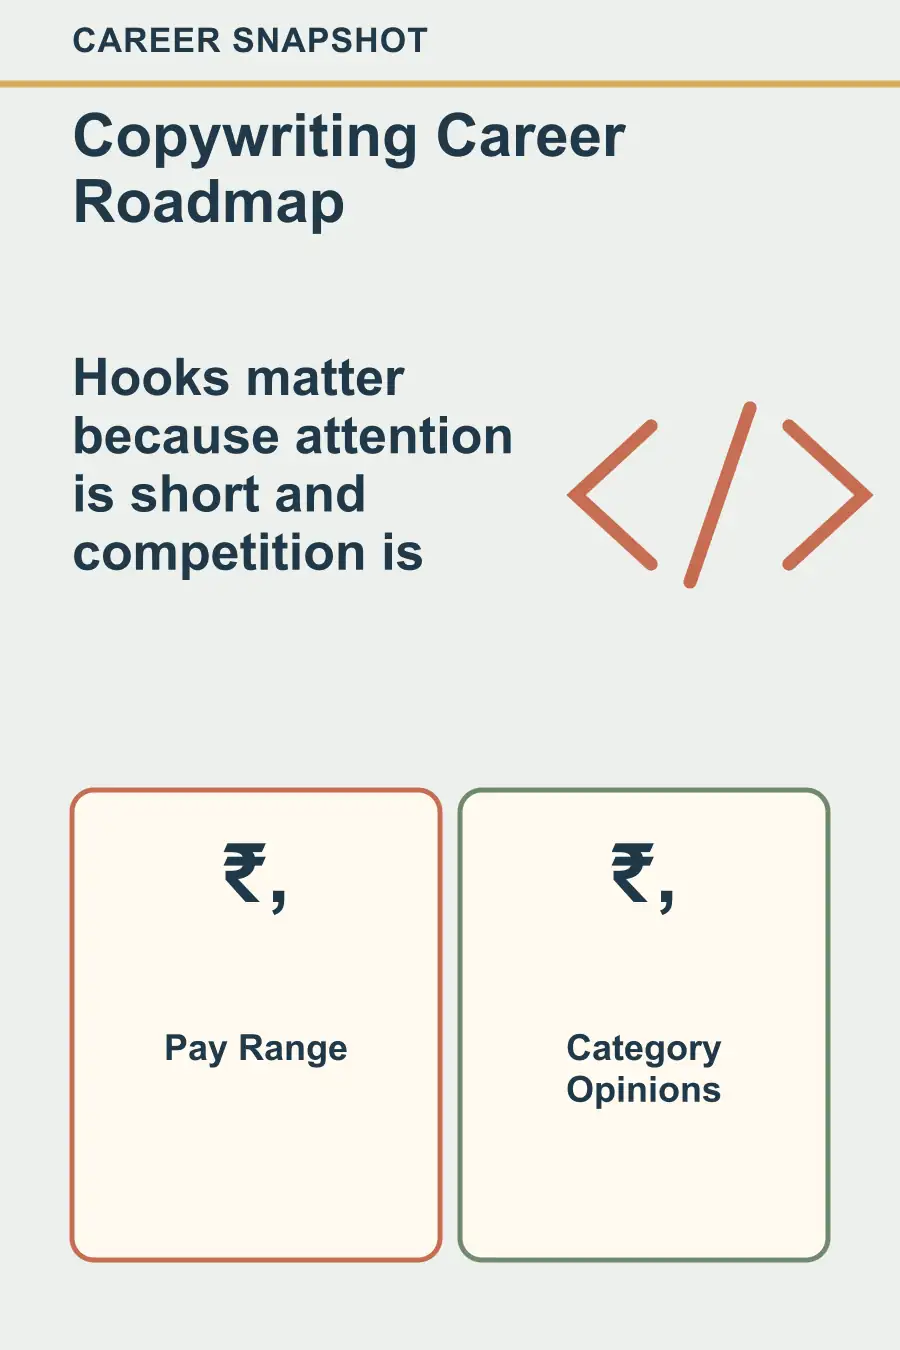 CAREER SNAPSHOT
Copywriting Career
Roadmap
Hooks matter
because attention
is short and
competition is
₹,
Pay Range
₹,
Category
Opinions